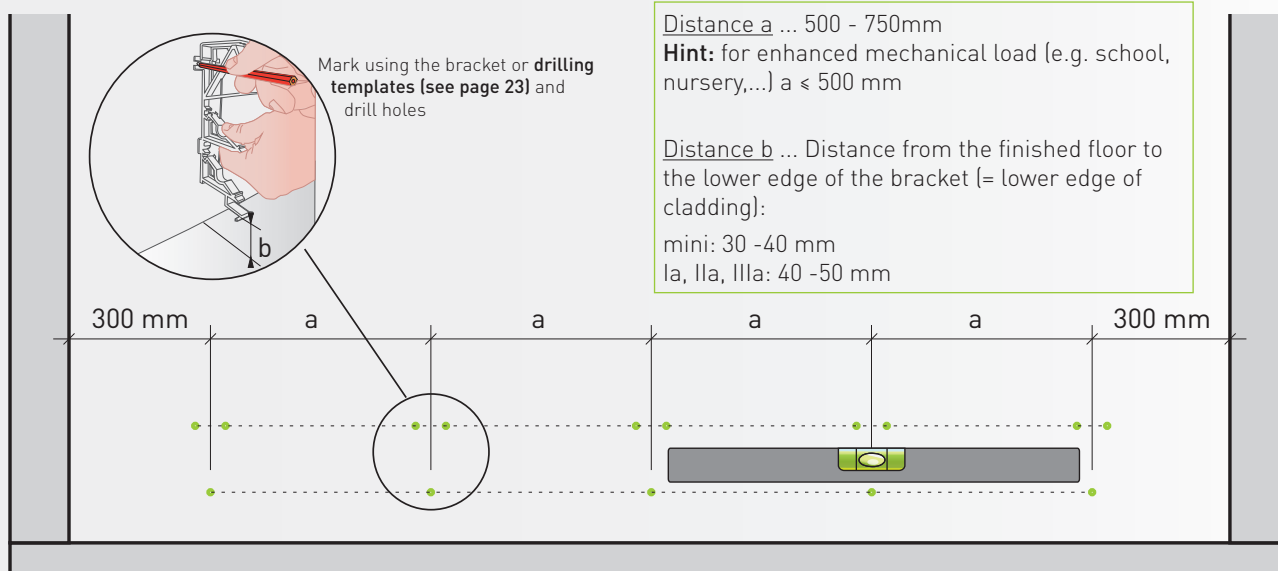 Mark using the bracket or drilling
templates (see page 23) and
drill holes
b
Distance a ... 500 - 750mm
Hint: for enhanced mechanical load (e.g. school,
nursery,...) a ≤ 500 mm
Distance b ... Distance from the finished floor to
the lower edge of the bracket (= lower edge of
cladding):
mini: 30 -40 mm
Ia, IIa, IIIa: 40 -50 mm
300 mm a a a a 300 mm